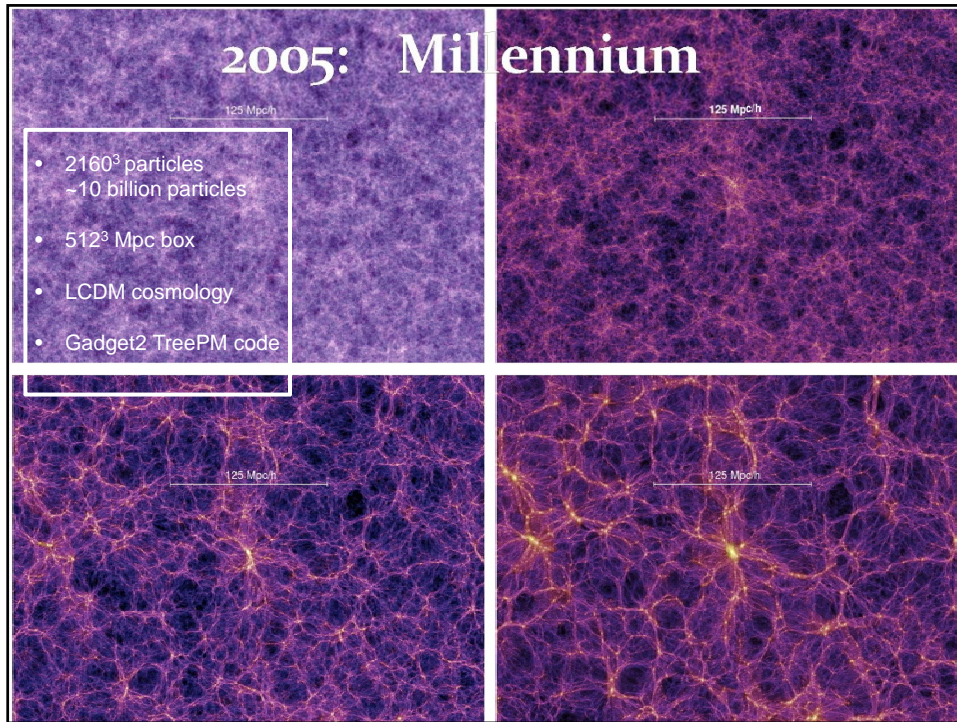 2005: Millennium
125 Mpc/h
125 Mpc/h
• 2160³ particles
~10 billion particles
• 512³ Mpc box
• LCDM cosmology
• Gadget2 TreePM code
125 Mpc/h
125 Mpc/h